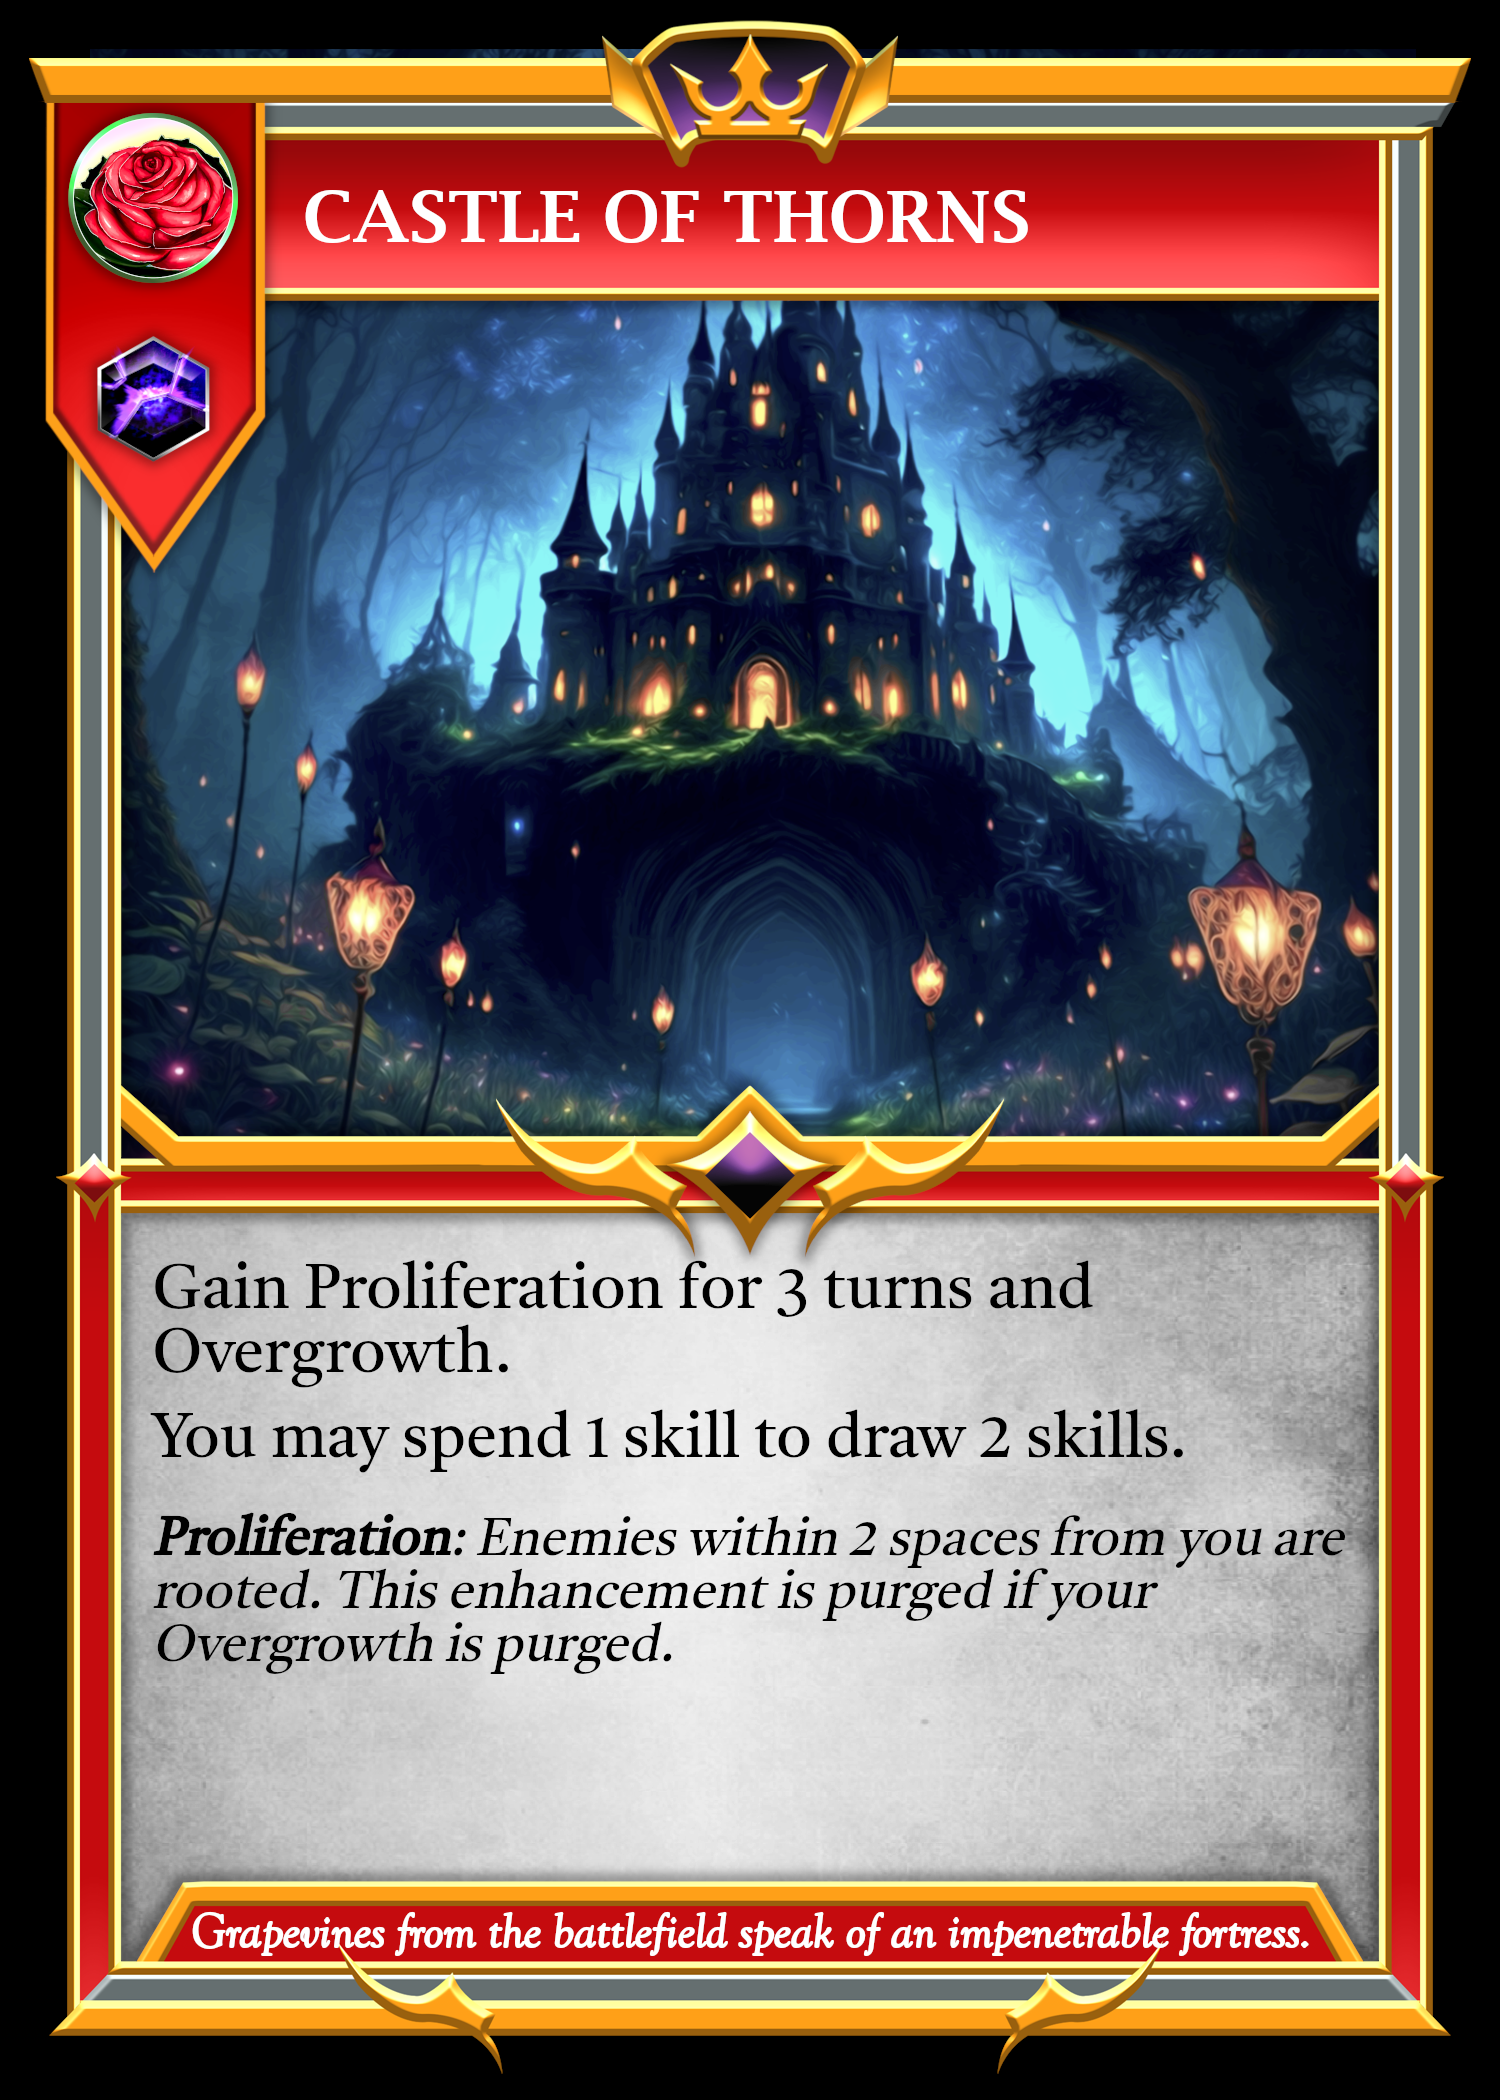 CASTLE OF THORNS
Gain Proliferation for 3 turns and
Overgrowth.
You may spend 1 skill to draw 2 skills.
Proliferation: Enemies within 2 spaces from you are
rooted. This enhancement is purged if your
Overgrowth is purged.
Grapevines from the battlefield speak of an impenetrable fortress.